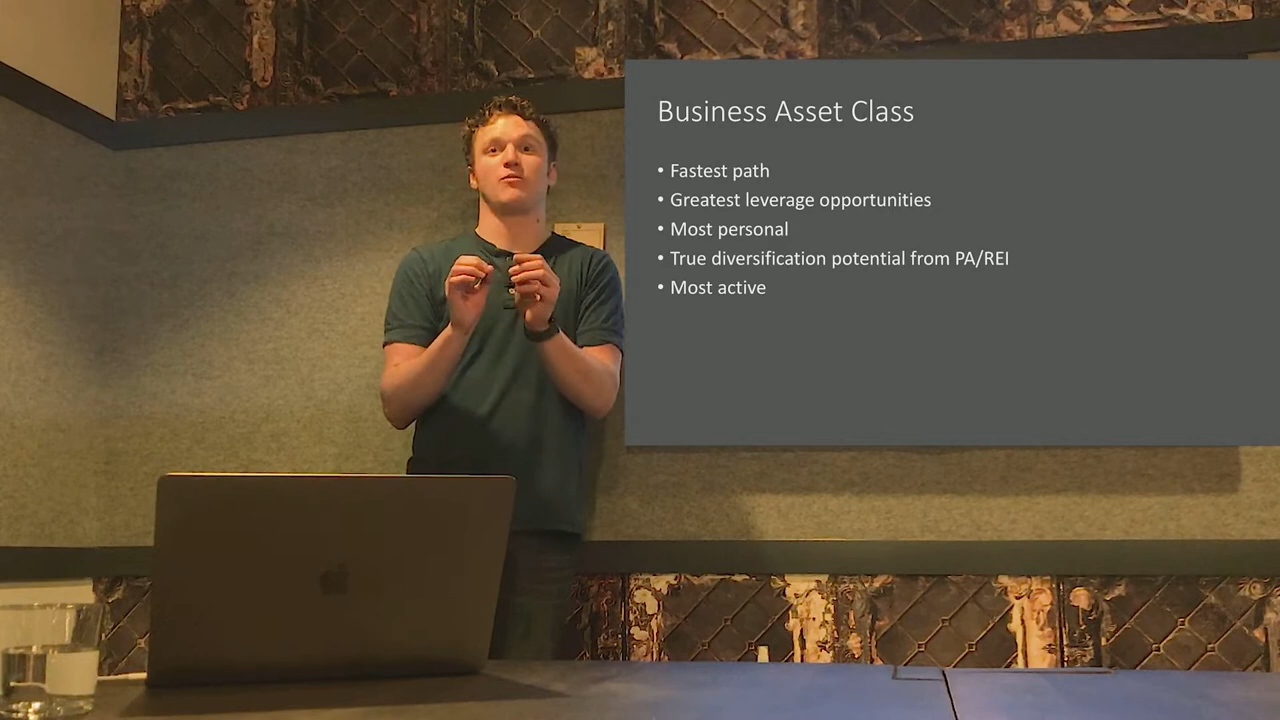 Business Asset Class
• Fastest path
• Greatest leverage opportunities
• Most personal
• True diversification potential from PA/REI
• Most active